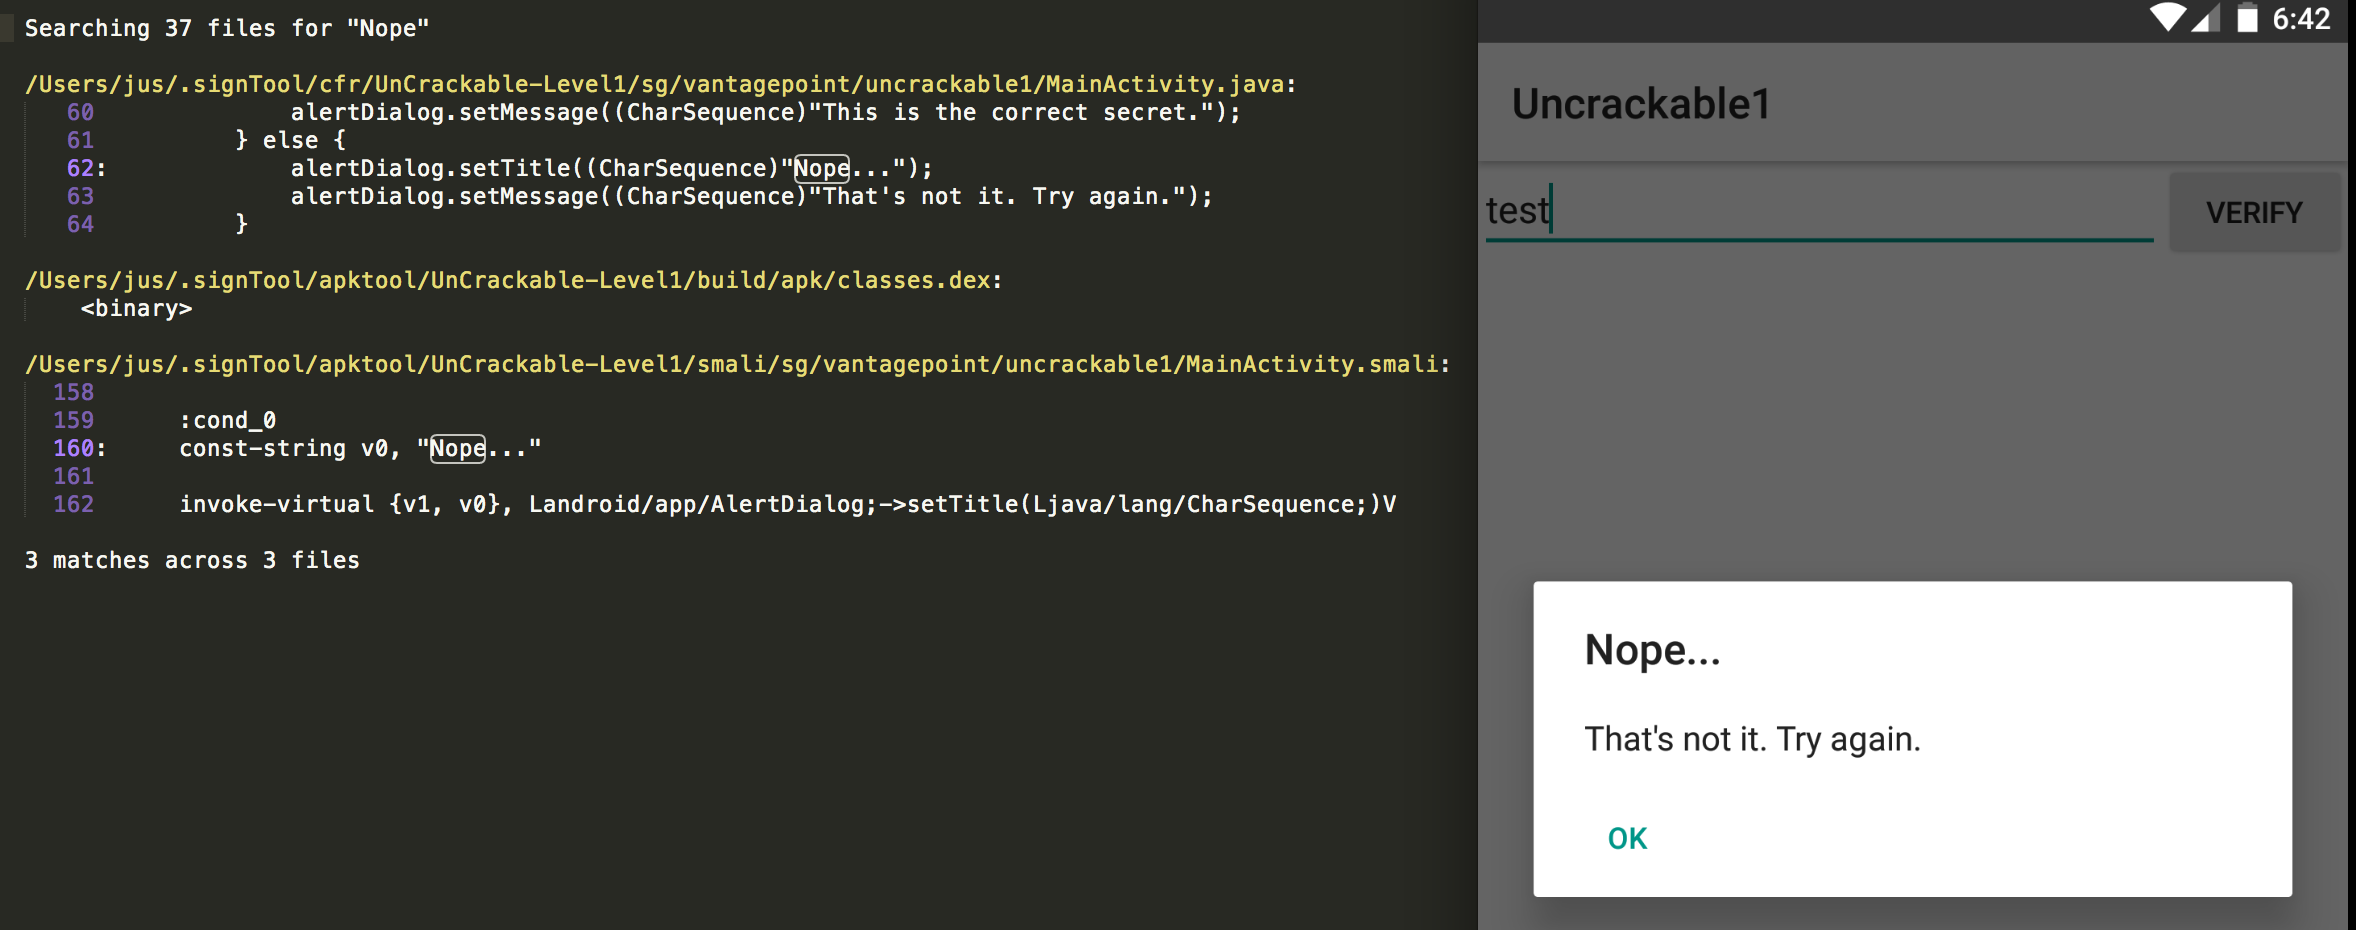 Searching 37 files for "Nope"
/Users/jus/.signTool/cfr/UnCrackable-Level1/sg/vantagepoint/uncrackable1/MainActivity.java:
60 alertDialog.setMessage((CharSequence)"This is the correct secret.");
61 } else {
62: alertDialog.setTitle((CharSequence)"Nope...");
63 alertDialog.setMessage((CharSequence)"That's not it. Try again.");
64 }
/Users/jus/.signTool/apktool/UnCrackable-Level1/build/apk/classes.dex:
<binary>
/Users/jus/.signTool/apktool/UnCrackable-Level1/smali/sg/vantagepoint/uncrackable1/MainActivity.smali:
158
159 :cond_0
160: const-string v0, "Nope..."
161
162 invoke-virtual {v1, v0}, Landroid/app/AlertDialog;->setTitle(Ljava/lang/CharSequence;)V
3 matches across 3 files
6:42
Uncrackable1
test
VERIFY
Nope...
That's not it. Try again.
OK